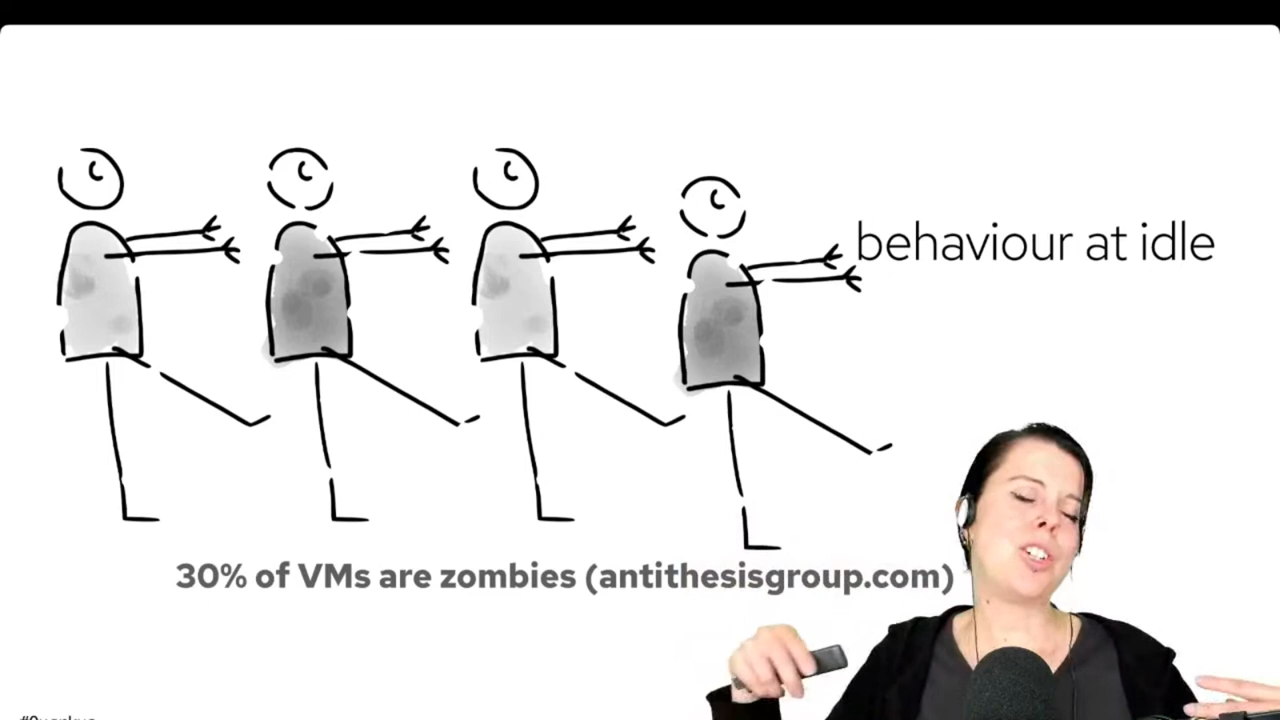 behaviour at idle
30% of VMs are zombies (antithesisgroup.com)